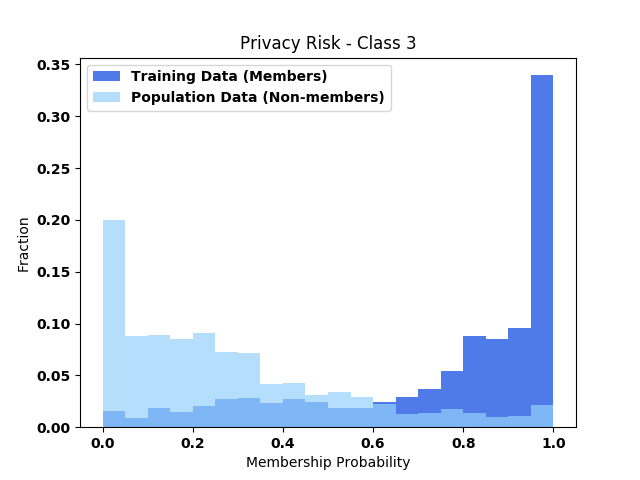 Privacy Risk - Class 3
Training Data (Members)
Population Data (Non-members)
Fraction
0.35
0.30
0.25
0.20
0.15
0.10
0.05
0.00
0.0 0.2 0.4 0.6 0.8 1.0
Membership Probability